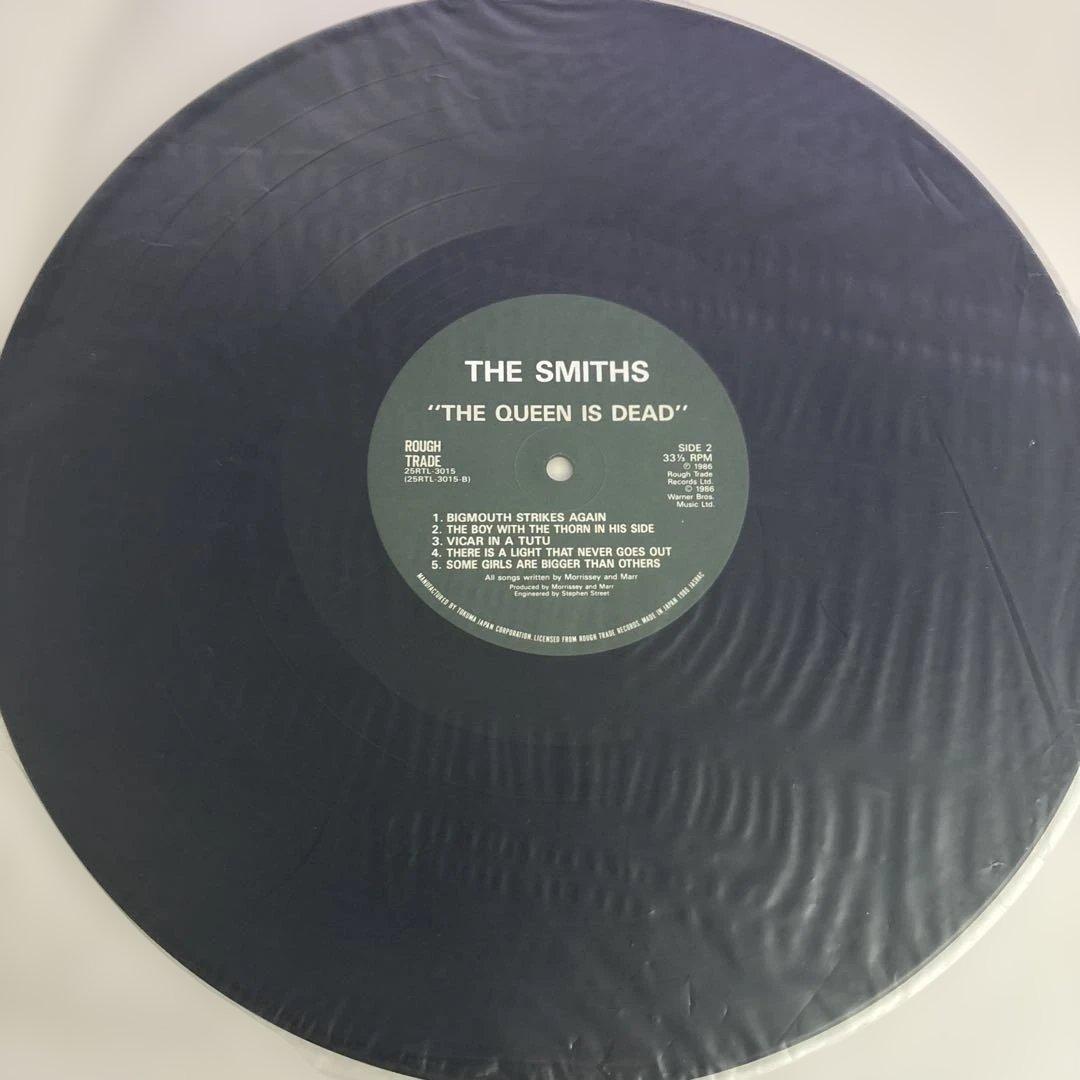 THE SMITHS
"THE QUEEN IS DEAD"
ROUGH
TRADE
25RTL-3015
(25RTL-3015-B)
SIDE 2
33⅓ RPM
℗ 1986
Rough Trade
Records Ltd.
© 1986
Warner Bros.
Music Ltd.
1. BIGMOUTH STRIKES AGAIN
2. THE BOY WITH THE THORN IN HIS SIDE
3. VICAR IN A TUTU
4. THERE IS A LIGHT THAT NEVER GOES OUT
5. SOME GIRLS ARE BIGGER THAN OTHERS
All songs written by Morrissey and Marr
Produced by Morrissey and Marr
Engineered by Stephen Street
MANUFACTURED BY TOKUMA JAPAN CORPORATION. LICENSED FROM ROUGH TRADE RECORDS. MADE IN JAPAN 1986 JASRAC